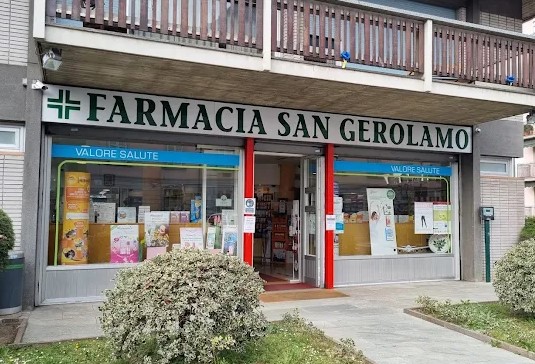 FARMACIA SAN GEROLAMO
VALORE SALUTE
VALORE SALUTE